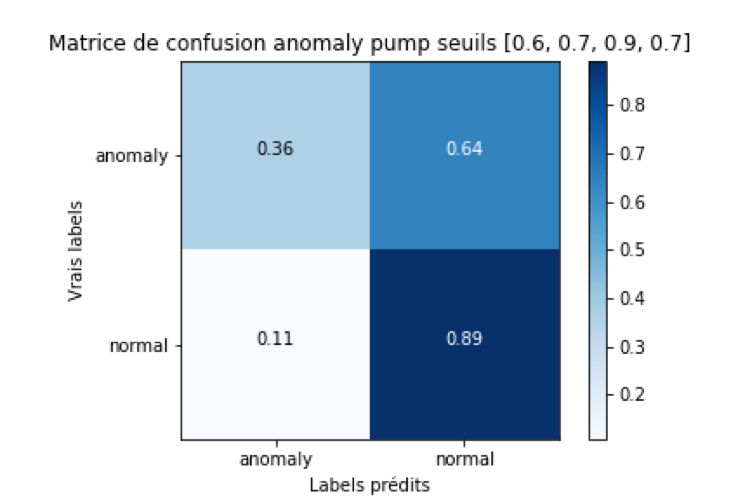 Matrice de confusion anomaly pump seuils [0.6, 0.7, 0.9, 0.7]
anomaly
0.36
0.64
normal
0.11
0.89
anomaly
normal
Labels prédits
Vrais labels
0.8
0.7
0.6
0.5
0.4
0.3
0.2